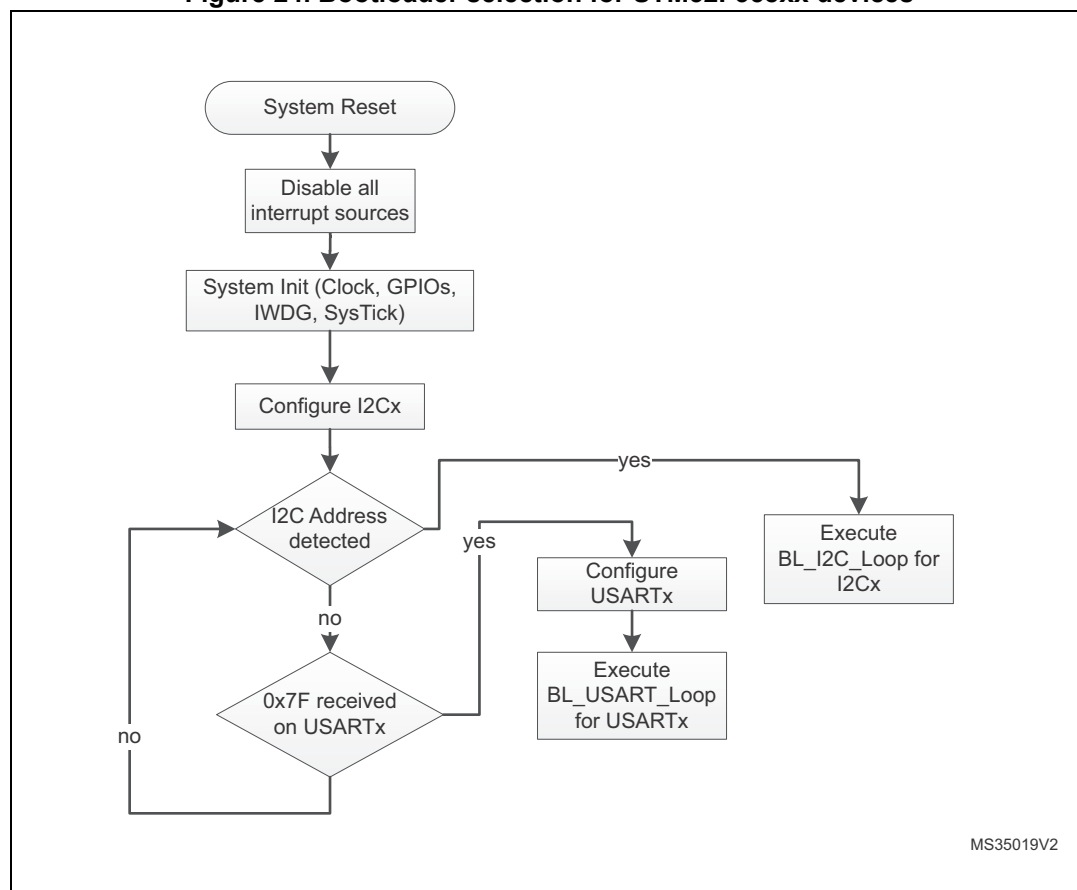 System Reset
Disable all
interrupt sources
System Init (Clock, GPIOs,
IWDG, SysTick)
Configure I2Cx
yes
I2C Address
detected
yes
Execute
BL_I2C_Loop for
I2Cx
Configure
USARTx
no
0x7F received
on USARTx
Execute
BL_USART_Loop
for USARTx
no
MS35019V2